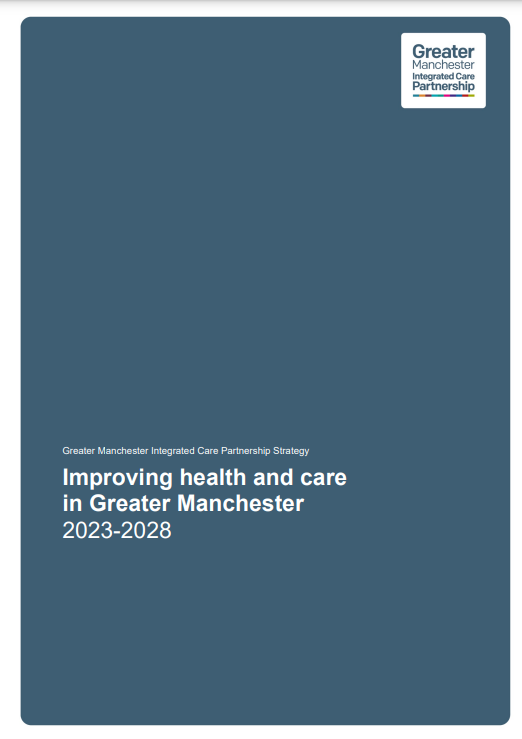 Greater
Manchester
Integrated Care
Partnership
Greater Manchester Integrated Care Partnership Strategy
Improving health and care
in Greater Manchester
2023-2028